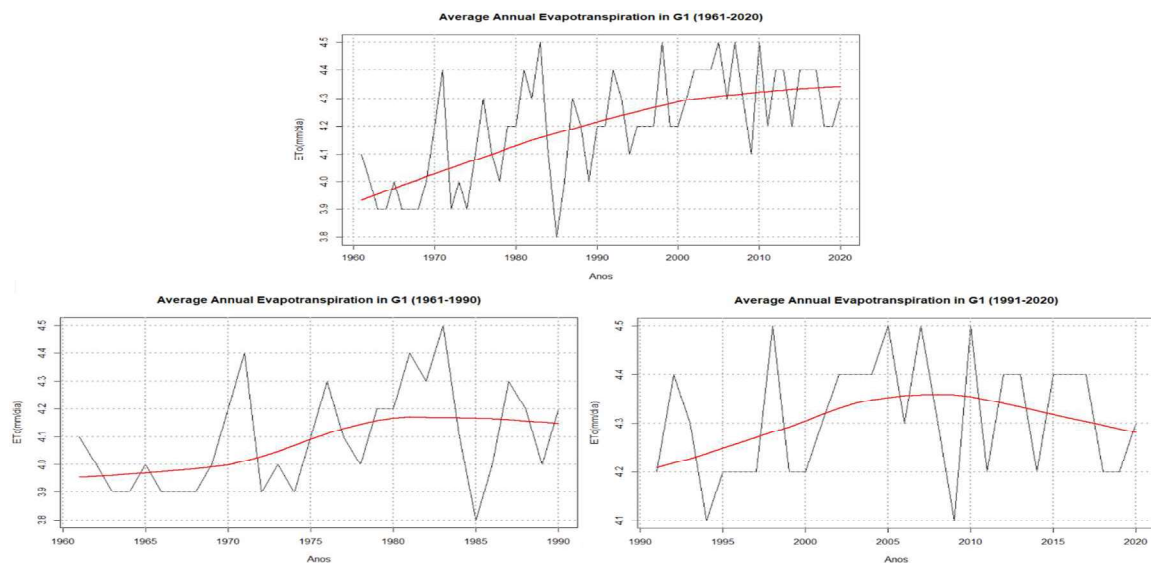 Average Annual Evapotranspiration in G1 (1961-2020)
ETo(mm/dia)
4.5
4.4
4.3
4.2
4.1
4.0
3.9
3.8
1960 1970 1980 1990 2000 2010 2020
Anos
Average Annual Evapotranspiration in G1 (1961-1990)
ETo(mm/dia)
4.5
4.4
4.3
4.2
4.1
4.0
3.9
3.8
1960 1965 1970 1975 1980 1985 1990
Anos
Average Annual Evapotranspiration in G1 (1991-2020)
ETo(mm/dia)
4.5
4.4
4.3
4.2
4.1
1990 1995 2000 2005 2010 2015 2020
Anos